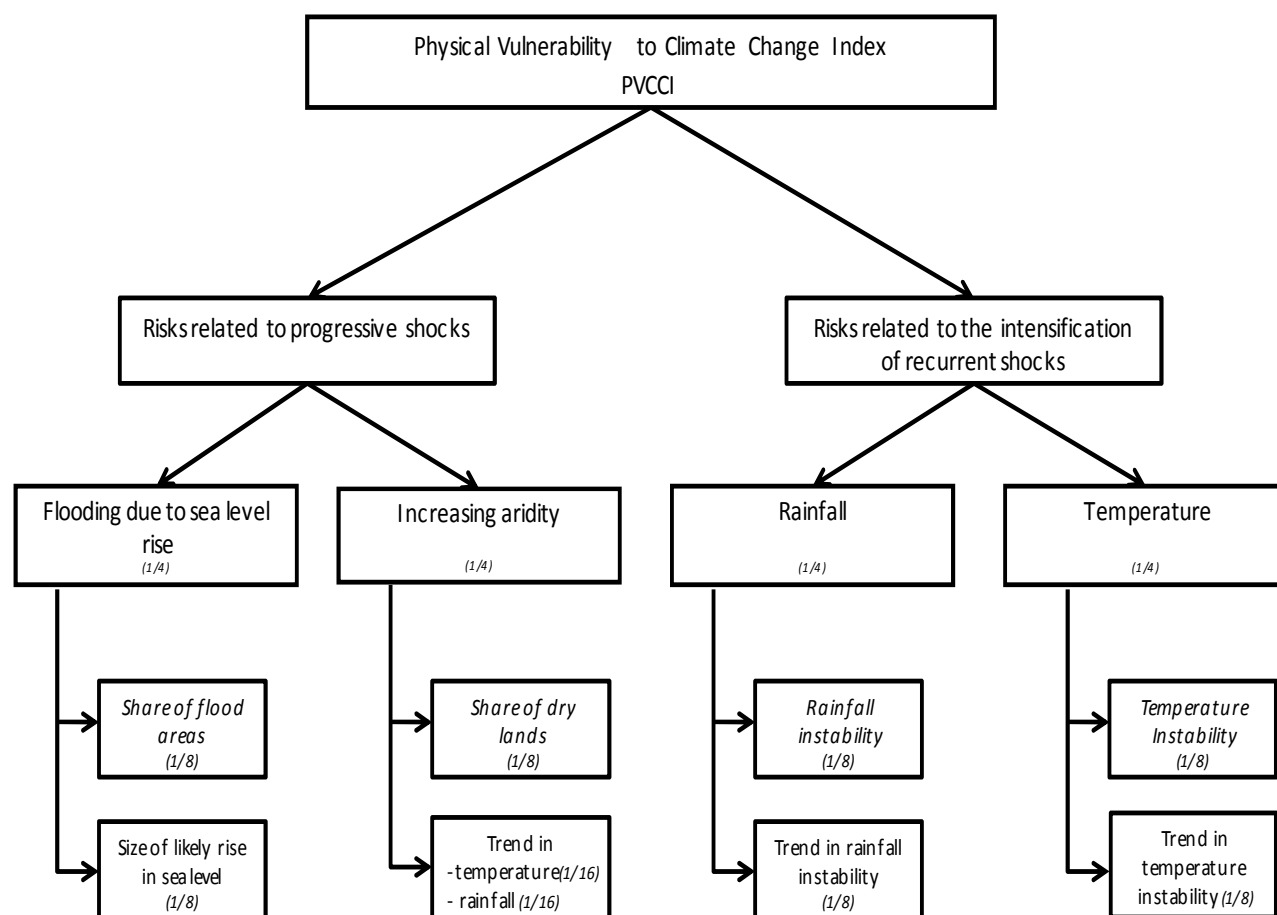 Physical Vulnerability to Climate Change Index
PVCCI
Risks related to progressive shocks
Risks related to the intensification
of recurrent shocks
Flooding due to sea level
rise
(1/4)
Increasing aridity
(1/4)
Rainfall
(1/4)
Temperature
(1/4)
Share of flood
areas
(1/8)
Share of dry
lands
(1/8)
Rainfall
instability
(1/8)
Temperature
Instability
(1/8)
Size of likely rise
in sea level
(1/8)
Trend in
-temperature(1/16)
- rainfall (1/16)
Trend in rainfall
instability
(1/8)
Trend in
temperature
instability (1/8)